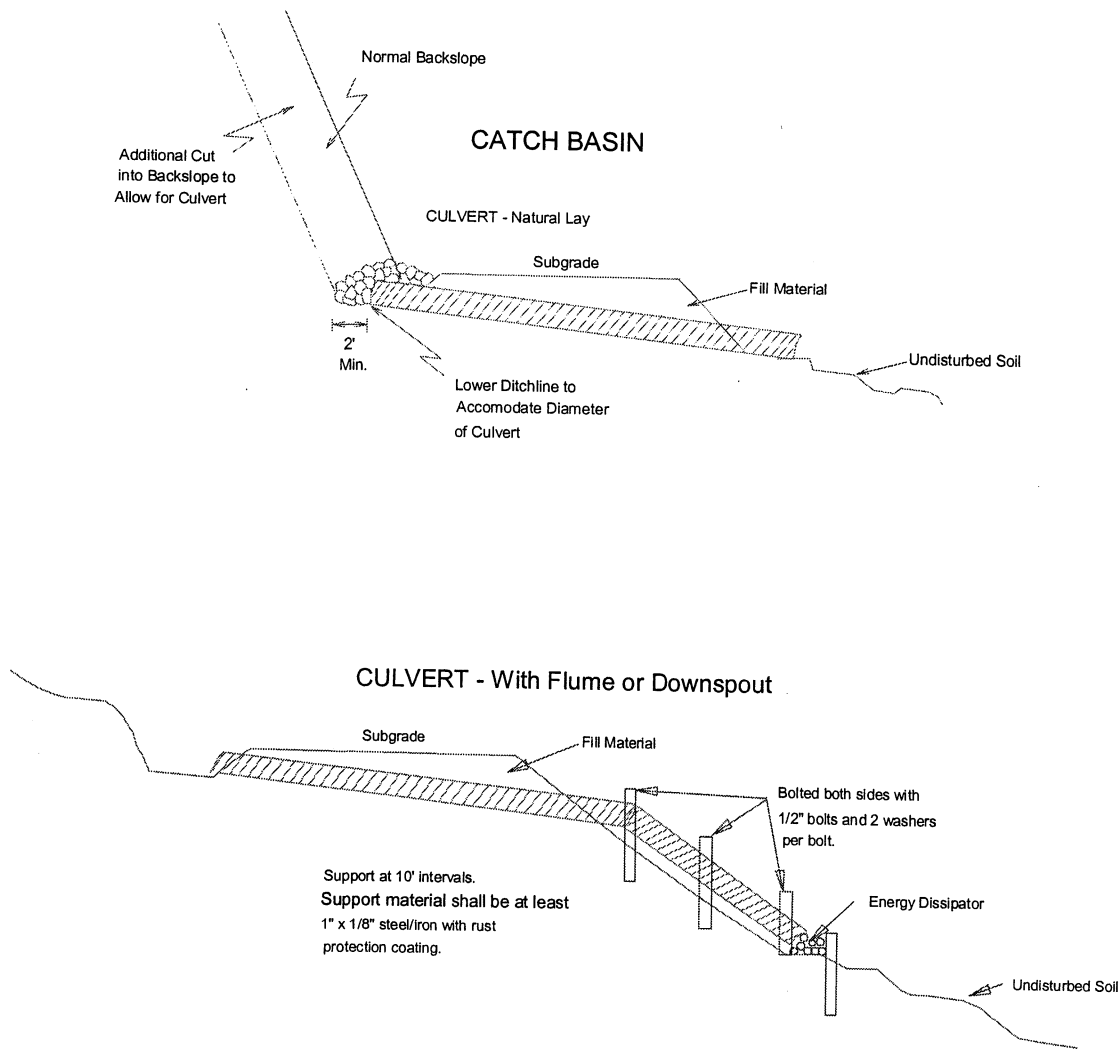 Normal Backslope
CATCH BASIN
Additional Cut
into Backslope to
Allow for Culvert
CULVERT - Natural Lay
Subgrade
Fill Material
2'
Min.
Undisturbed Soil
Lower Ditchline to
Accomodate Diameter
of Culvert
CULVERT - With Flume or Downspout
Subgrade
Fill Material
Bolted both sides with
1/2" bolts and 2 washers
per bolt.
Support at 10' intervals.
Support material shall be at least
1" x 1/8" steel/iron with rust
protection coating.
Energy Dissipator
Undisturbed Soil